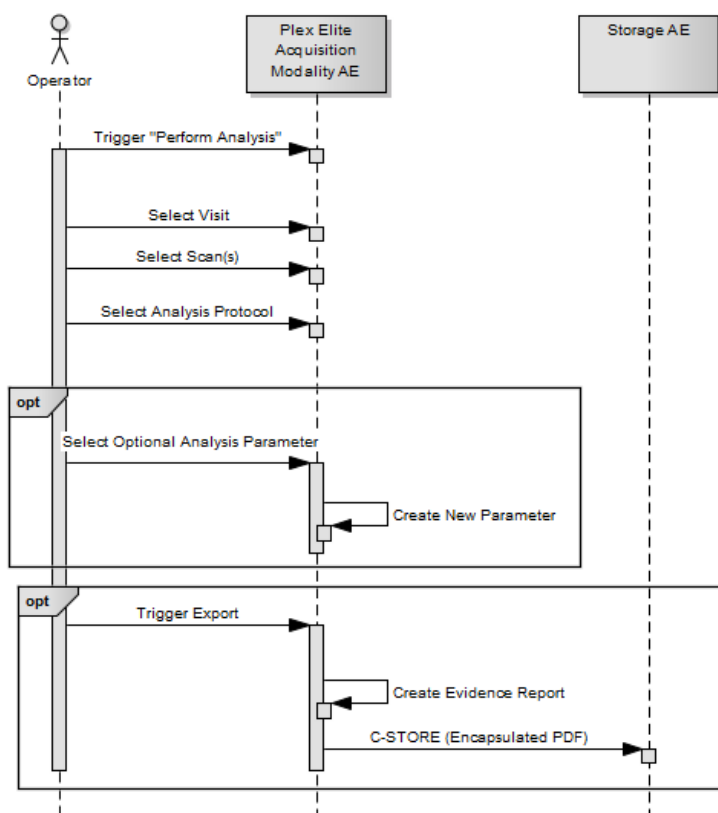 Plex Elite
Acquisition
Modality AE
Storage AE
Operator
Trigger "Perform Analysis"
Select Visit
Select Scan(s)
Select Analysis Protocol
opt
Select Optional Analysis Parameter
Create New Parameter
opt
Trigger Export
Create Evidence Report
C-STORE (Encapsulated PDF)